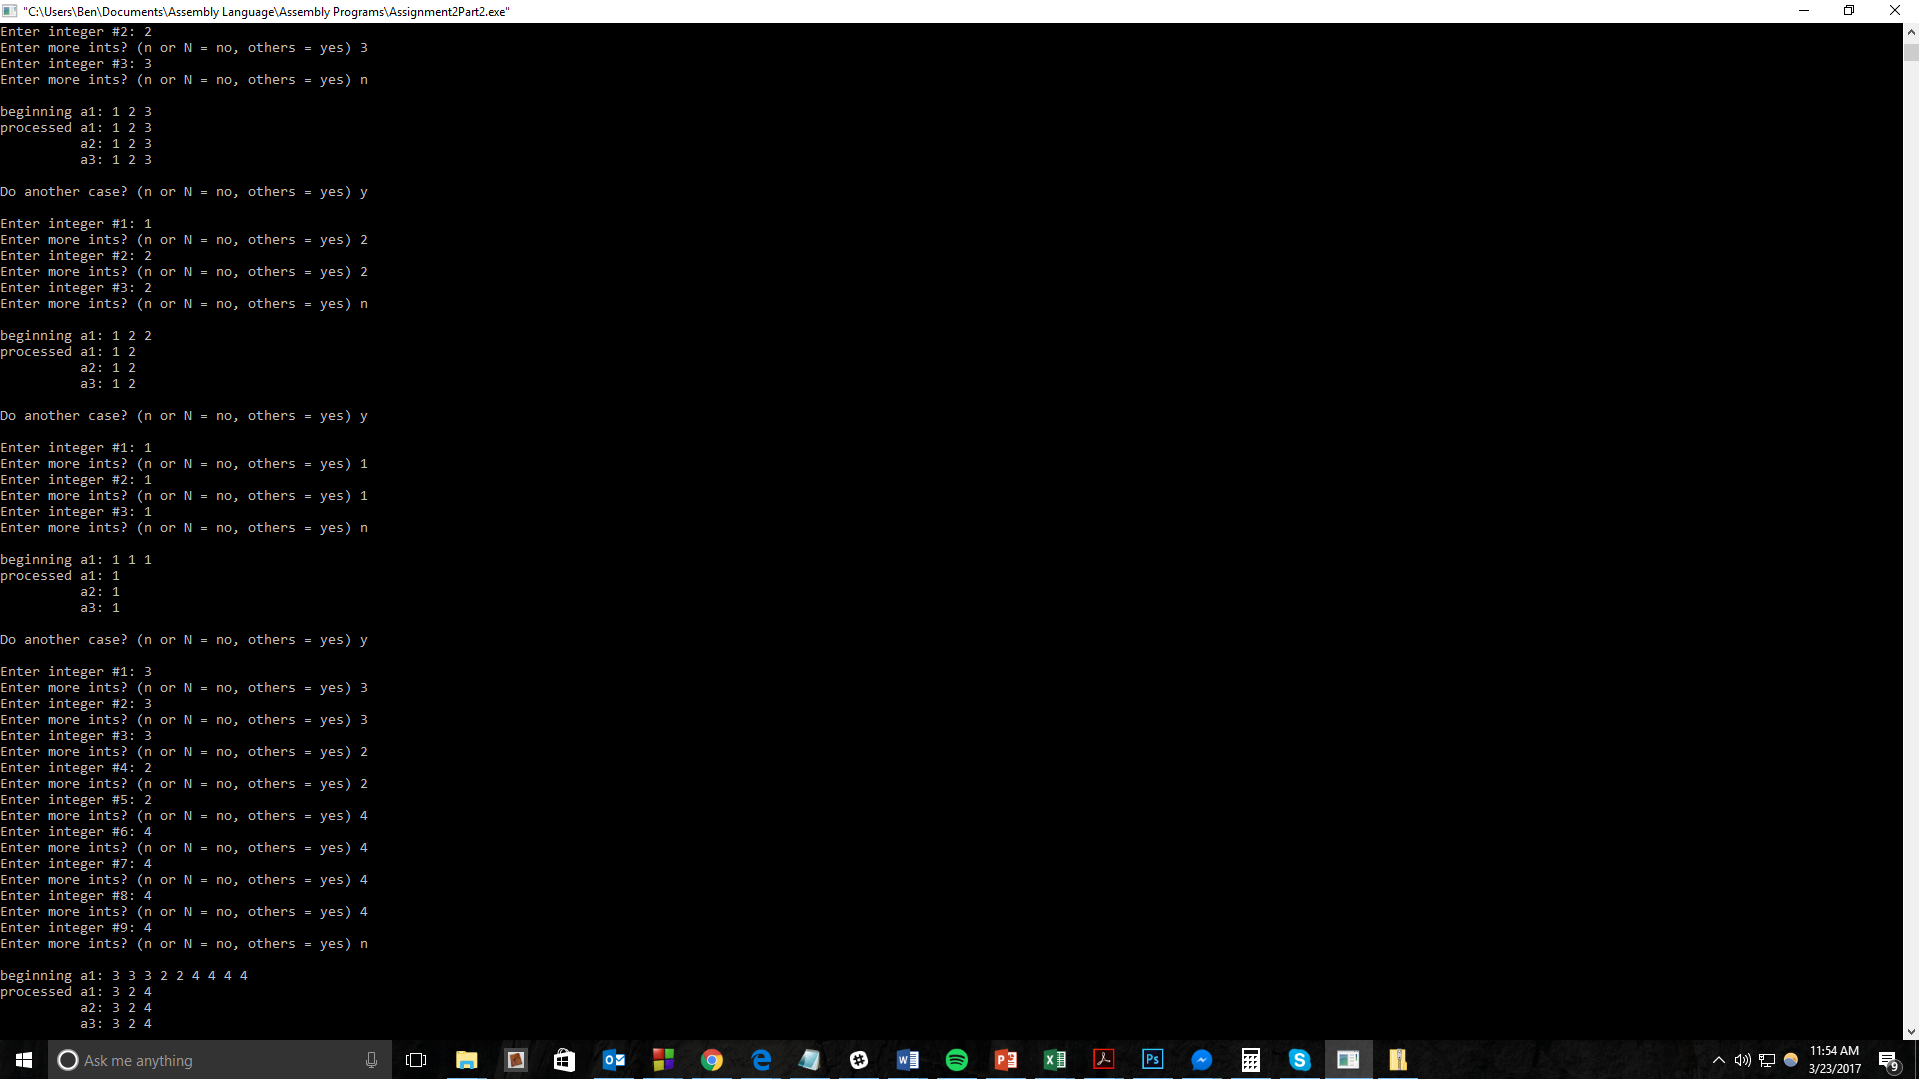 "C:\Users\Ben\Documents\Assembly Language\Assembly Programs\Assignment2Part2.exe"
Enter integer #2: 2
Enter more ints? (n or N = no, others = yes) 3
Enter integer #3: 3
Enter more ints? (n or N = no, others = yes) n
beginning a1: 1 2 3
processed a1: 1 2 3
a2: 1 2 3
a3: 1 2 3
Do another case? (n or N = no, others = yes) y
Enter integer #1: 1
Enter more ints? (n or N = no, others = yes) 2
Enter integer #2: 2
Enter more ints? (n or N = no, others = yes) 2
Enter integer #3: 2
Enter more ints? (n or N = no, others = yes) n
beginning a1: 1 2 2
processed a1: 1 2
a2: 1 2
a3: 1 2
Do another case? (n or N = no, others = yes) y
Enter integer #1: 1
Enter more ints? (n or N = no, others = yes) 1
Enter integer #2: 1
Enter more ints? (n or N = no, others = yes) 1
Enter integer #3: 1
Enter more ints? (n or N = no, others = yes) n
beginning a1: 1 1 1
processed a1: 1
a2: 1
a3: 1
Do another case? (n or N = no, others = yes) y
Enter integer #1: 3
Enter more ints? (n or N = no, others = yes) 3
Enter integer #2: 3
Enter more ints? (n or N = no, others = yes) 3
Enter integer #3: 3
Enter more ints? (n or N = no, others = yes) 2
Enter integer #4: 2
Enter more ints? (n or N = no, others = yes) 2
Enter integer #5: 2
Enter more ints? (n or N = no, others = yes) 4
Enter integer #6: 4
Enter more ints? (n or N = no, others = yes) 4
Enter integer #7: 4
Enter more ints? (n or N = no, others = yes) 4
Enter integer #8: 4
Enter more ints? (n or N = no, others = yes) 4
Enter integer #9: 4
Enter more ints? (n or N = no, others = yes) n
beginning a1: 3 3 3 2 2 4 4 4 4
processed a1: 3 2 4
a2: 3 2 4
a3: 3 2 4
Ask me anything
11:54 AM
3/23/2017
9